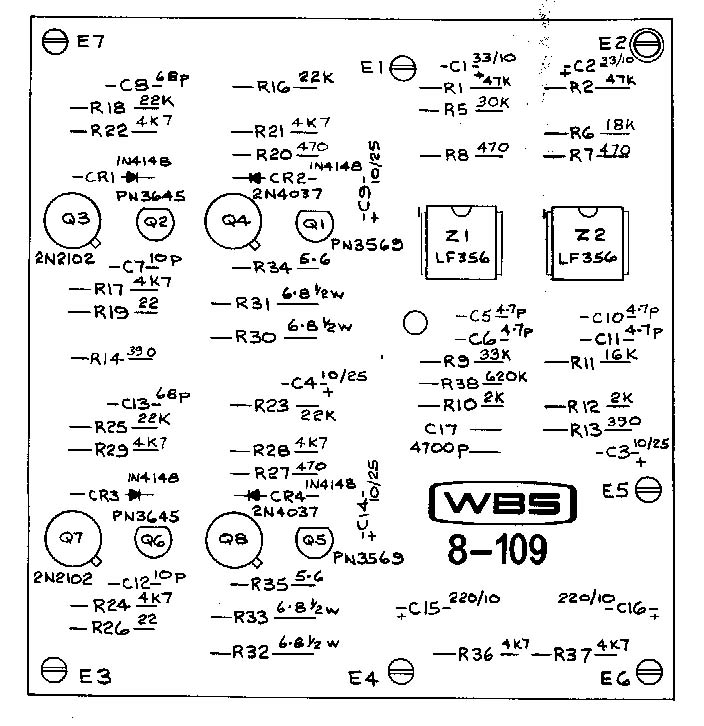 E7
E1
E2
C8 68p
R18 22K
R22 4K7
CR1 1N4148
PN3645
Q3
Q2
2N2102
C7 10p
R17 4K7
R19 22
R14 390
C13 68p
R25 22K
R29 4K7
1N4148
CR3
PN3645
Q7
Q6
2N2102
C12 10p
R24 4K7
R26 22
E3
R16 22K
R21 4K7
R20 470
CR2 1N4148
2N4037
C9 10/25 +
Q4
Q1
PN3569
R34 5.6
R31 6.8 1/2W
R30 6.8 1/2W
C4 10/25 +
R23 22K
R28 4K7
R27 470
CR4 1N4148
2N4037
C14 10/25 +
Q8
Q5
PN3569
R35 5.6
R33 6.8 1/2W
R32 6.8 1/2W
E4
C1 33/10 +
R1 47K
R5 30K
R8 470
Z1
LF356
C5 4.7p
C6 4.7p
R9 33K
R38 620K
R10 2K
C17
4700p
+ C2 33/10
R2 47K
R6 18K
R7 470
Z2
LF356
C10 4.7p
C11 4.7p
R11 16K
R12 2K
R13 390
C3 10/25 +
E5
WBS
8-109
+ C15 220/10
220/10 C16 +
R36 4K7
R37 4K7
E6